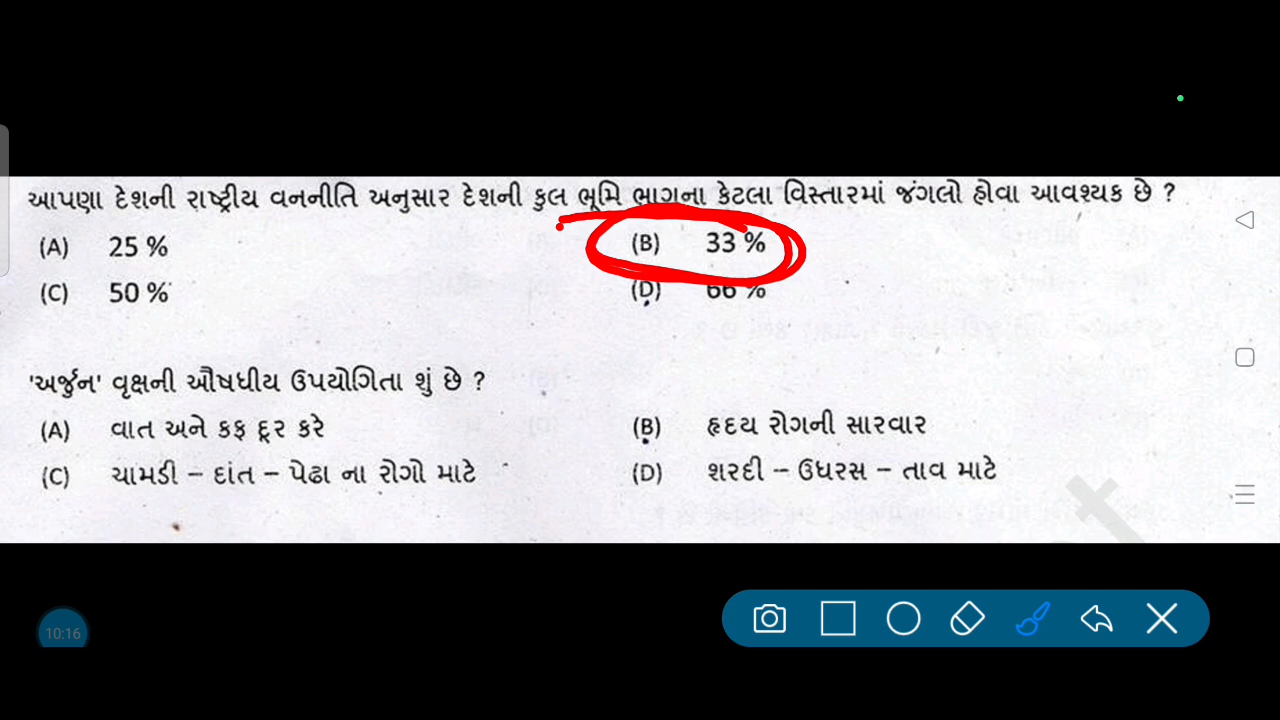 આપણા દેશની રાષ્ટ્રીય વનનીતિ અનુસાર દેશની કુલ ભૂમિ ભાગના કેટલા વિસ્તારમાં જંગલો હોવા આવશ્યક છે ?
(A) 25 % (B) 33 %
(C) 50 % (D) 66 %
'અર્જુન' વૃક્ષની ઔષધીય ઉપયોગિતા શું છે ?
(A) વાત અને કફ દૂર કરે (B) હૃદય રોગની સારવાર
(C) ચામડી – દાંત – પેઢા ના રોગો માટે (D) શરદી – ઉધરસ – તાવ માટે
10:16